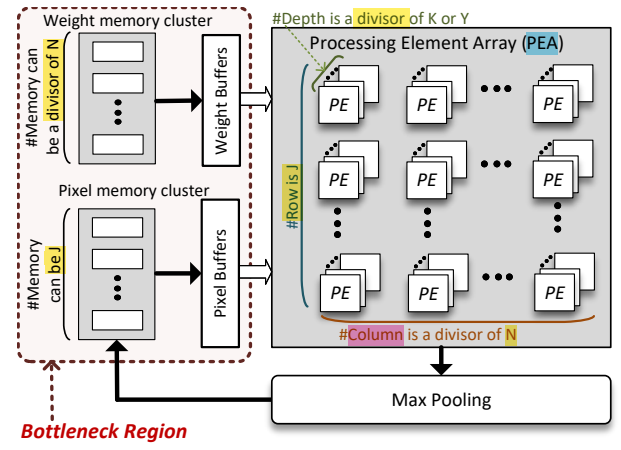 Weight memory cluster
#Memory can
be a divisor of N
Weight Buffers
Pixel memory cluster
#Memory
can be J
Pixel Buffers
#Depth is a divisor of K or Y
Processing Element Array (PEA)
PE
PE
PE
PE
PE
PE
PE
PE
PE
#Row is J
#Column is a divisor of N
Max Pooling
Bottleneck Region